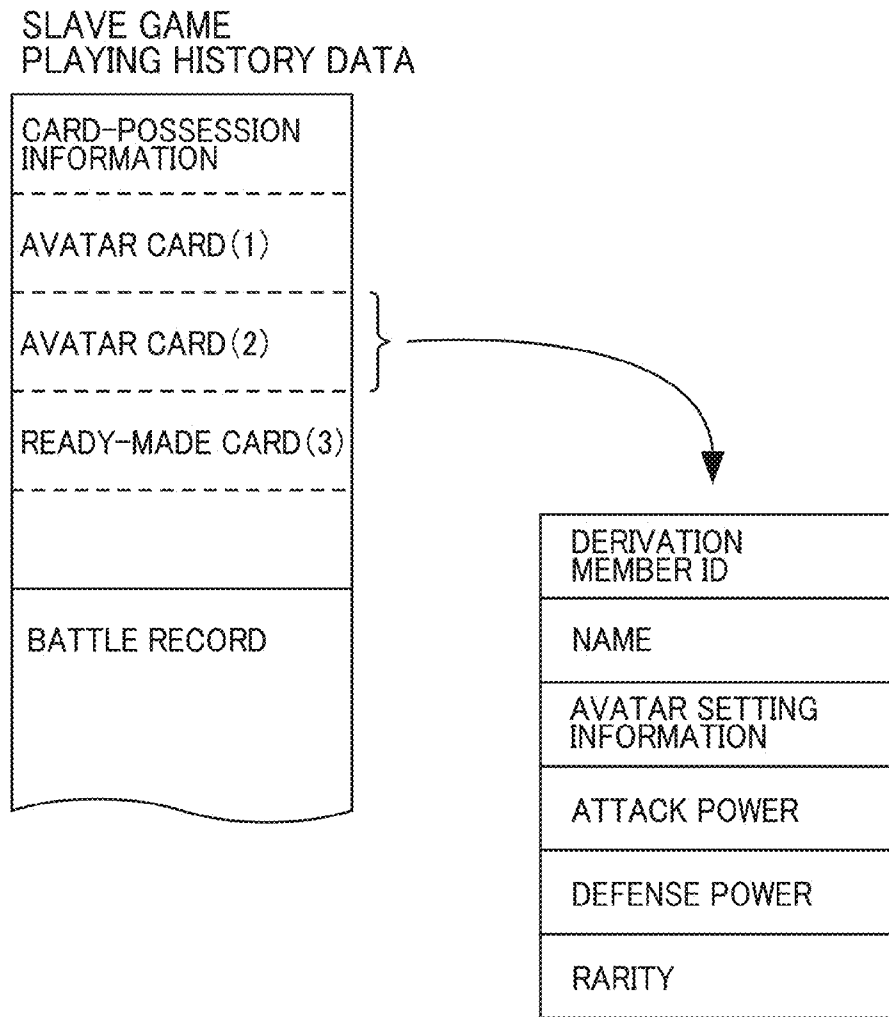 SLAVE GAME
PLAYING HISTORY DATA
CARD-POSSESSION
INFORMATION
AVATAR CARD(1)
AVATAR CARD(2)
READY-MADE CARD(3)
BATTLE RECORD
DERIVATION
MEMBER ID
NAME
AVATAR SETTING
INFORMATION
ATTACK POWER
DEFENSE POWER
RARITY